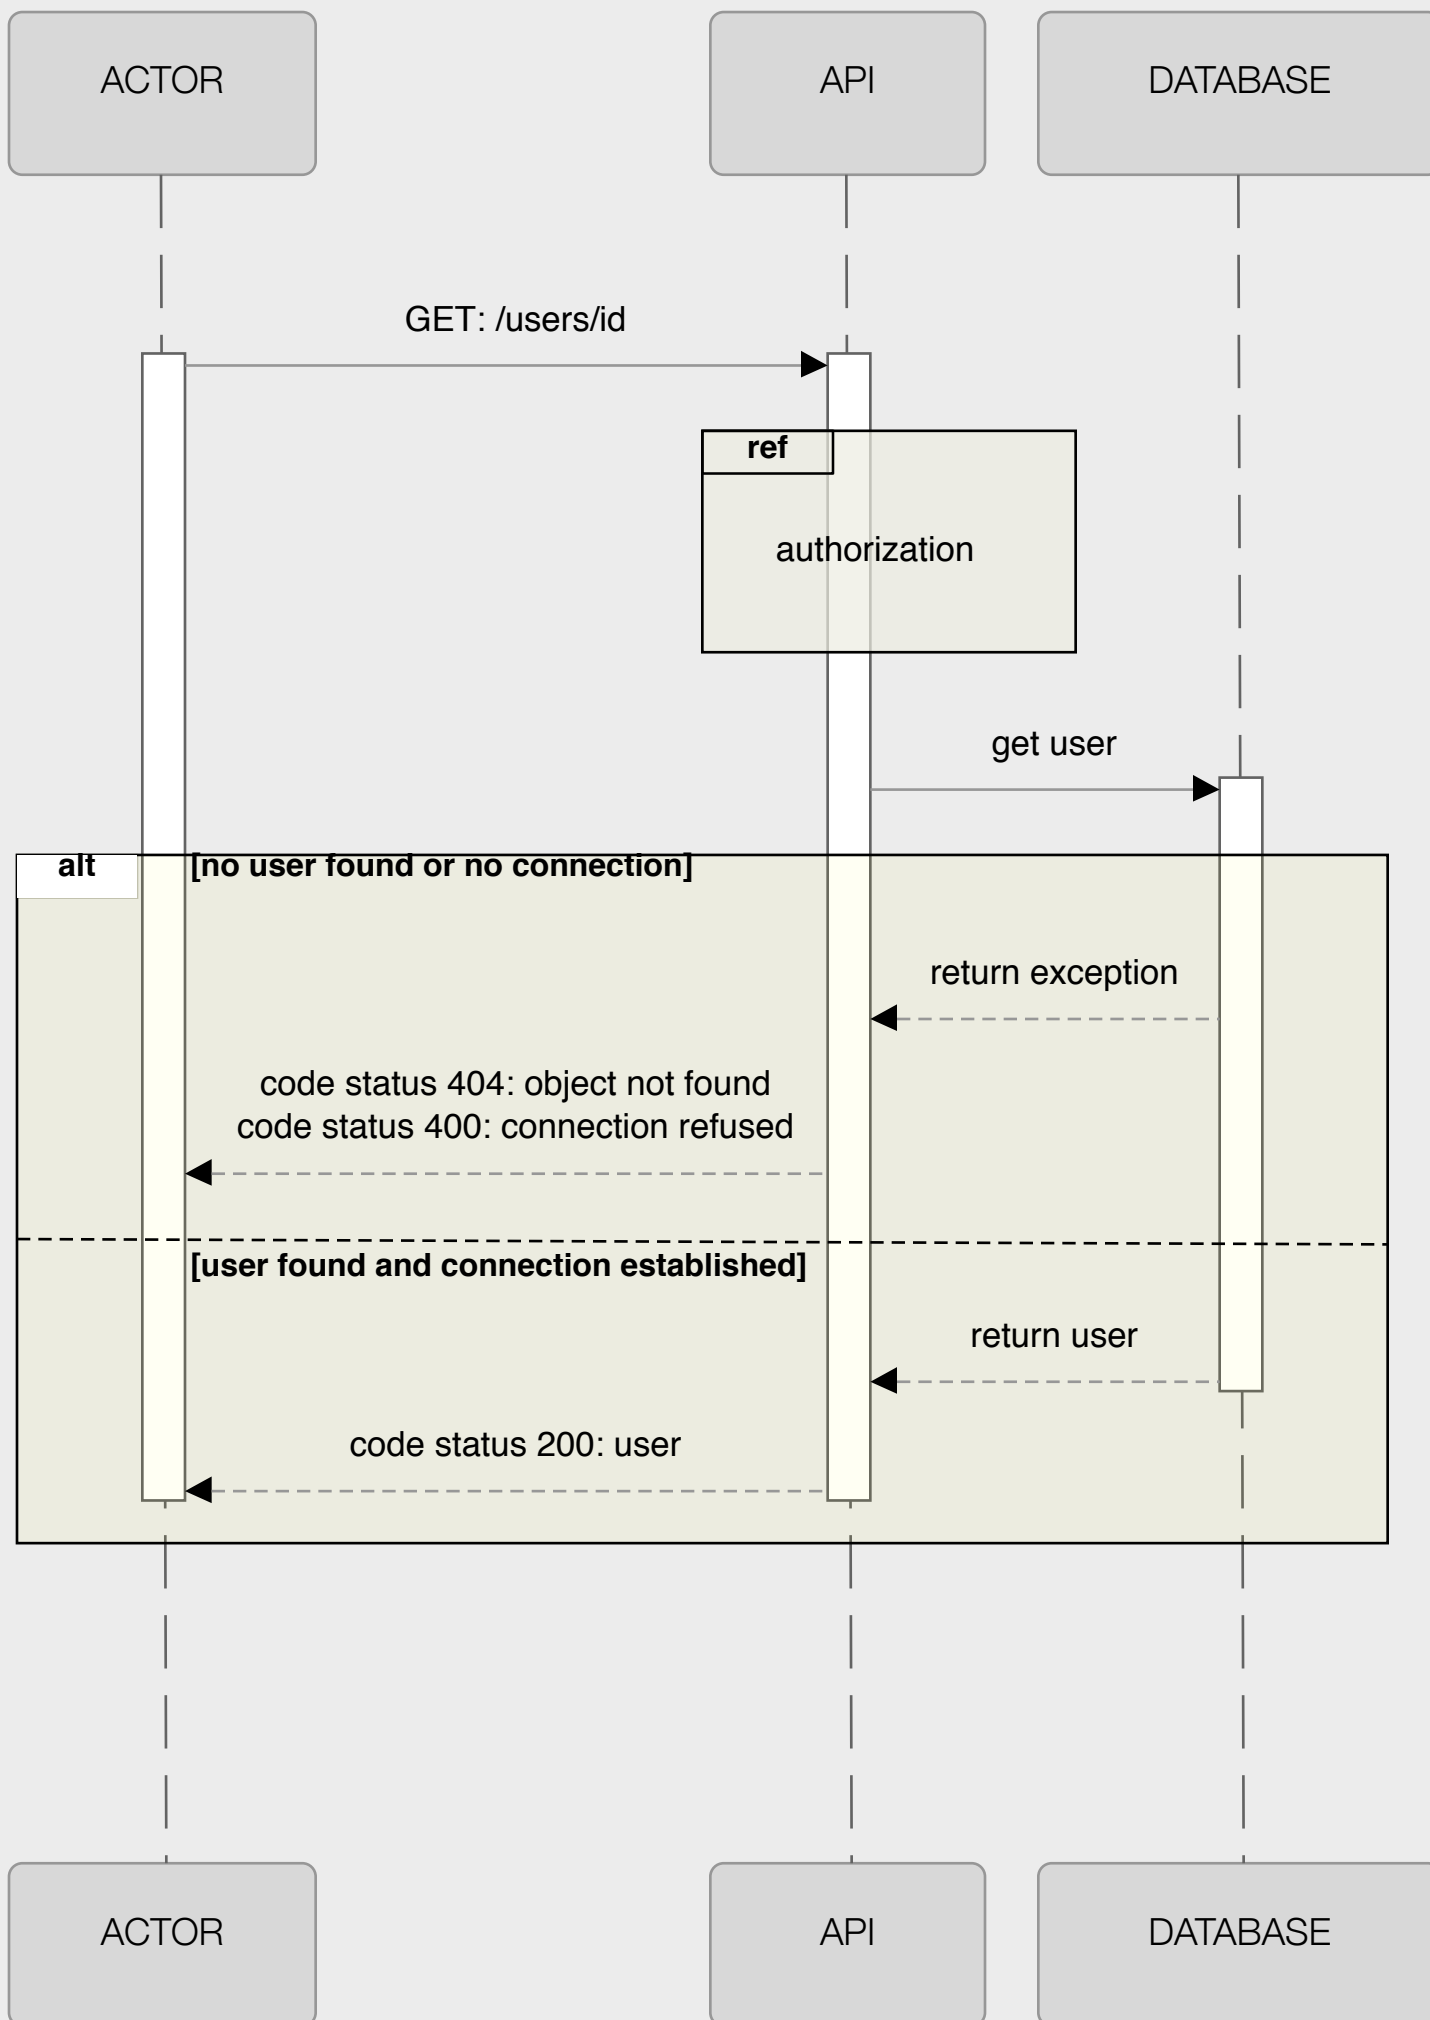 ACTOR
API
DATABASE
GET: /users/id
ref
authorization
get user
alt
[no user found or no connection]
return exception
code status 404: object not found
code status 400: connection refused
[user found and connection established]
return user
code status 200: user
ACTOR
API
DATABASE